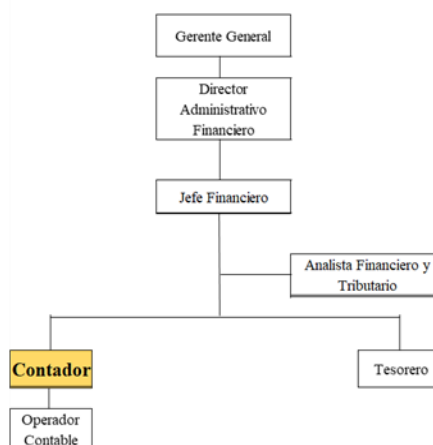 Gerente General
Director
Administrativo
Financiero
Jefe Financiero
Analista Financiero y
Tributario
Contador
Tesorero
Operador
Contable